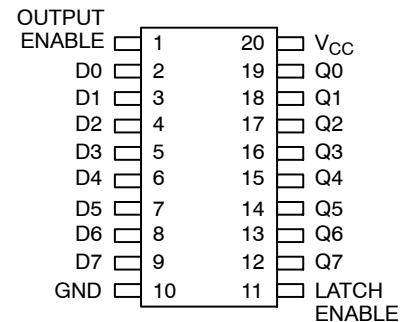 OUTPUT
ENABLE 1 20 VCC
D0 2 19 Q0
D1 3 18 Q1
D2 4 17 Q2
D3 5 16 Q3
D4 6 15 Q4
D5 7 14 Q5
D6 8 13 Q6
D7 9 12 Q7
GND 10 11 LATCH
ENABLE